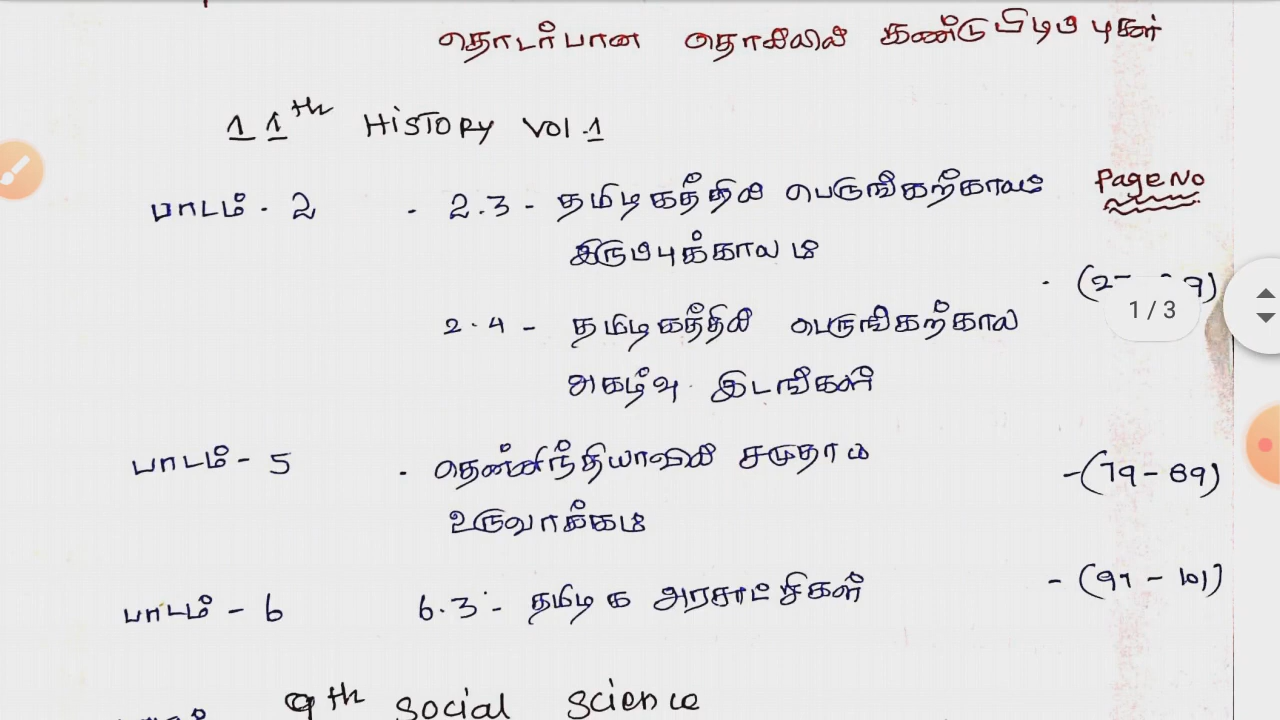 தொடர்பான தொல்லியல் கண்டுபிடிப்புகள்
11th HISTORY Vol.1
Page No
பாடம் - 2 - 2.3 - தமிழகத்தில் பெருங்கற்காலம்
இரும்புக்காலம்
1 / 3
2.4 - தமிழகத்தில் பெருங்கற்கால
அகழ்வு இடங்கள்
பாடம் - 5 - தென்னிந்தியாவில் சமுதாய -(79 - 89)
உருவாக்கம்
பாடம் - 6 6.3 - தமிழக அரசாட்சிகள் - (97 - 101)
9th Social Science